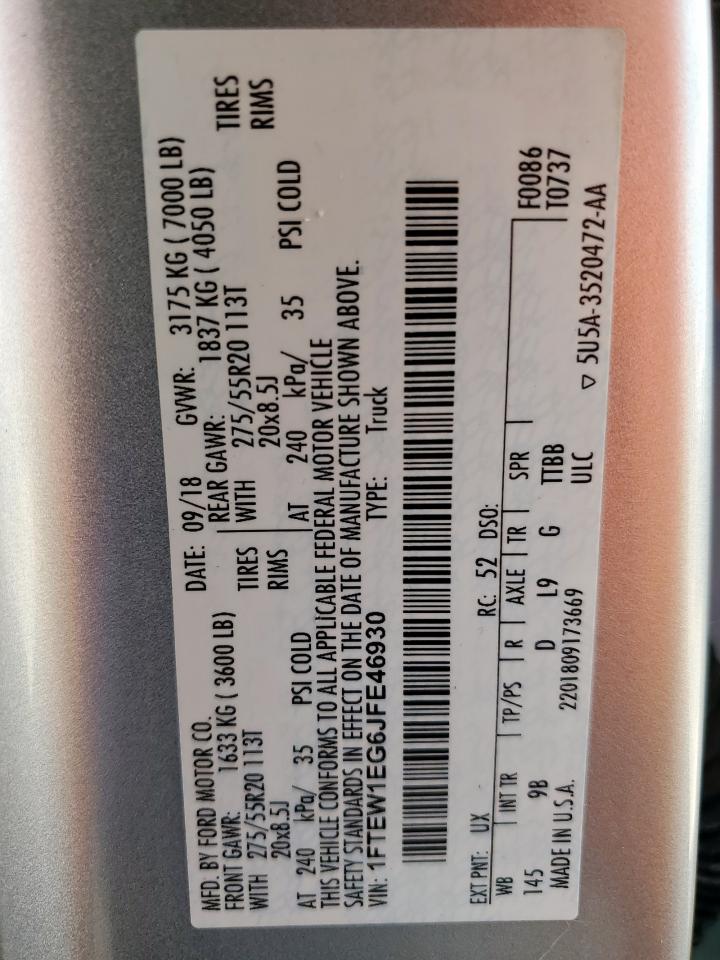 MFD. BY FORD MOTOR CO. DATE: 09/18 GVWR: 3175 KG ( 7000 LB)
FRONT GAWR: 1633 KG ( 3600 LB) REAR GAWR: 1837 KG ( 4050 LB)
WITH 275/55R20 113T TIRES WITH 275/55R20 113T TIRES
20x8.5J RIMS 20x8.5J RIMS
AT 240 kPa/ 35 PSI COLD AT 240 kPa/ 35 PSI COLD
THIS VEHICLE CONFORMS TO ALL APPLICABLE FEDERAL MOTOR VEHICLE
SAFETY STANDARDS IN EFFECT ON THE DATE OF MANUFACTURE SHOWN ABOVE.
VIN: 1FTEW1EG6JFE46930 TYPE: Truck
EXT PNT: UX RC: 52 DSO: F0086
WB INT TR TP/PS R AXLE TR SPR T0737
145 9B D L9 G TTBB
MADE IN U.S.A. 2201809173669 ULC ▽ 5U5A-3520472-AA